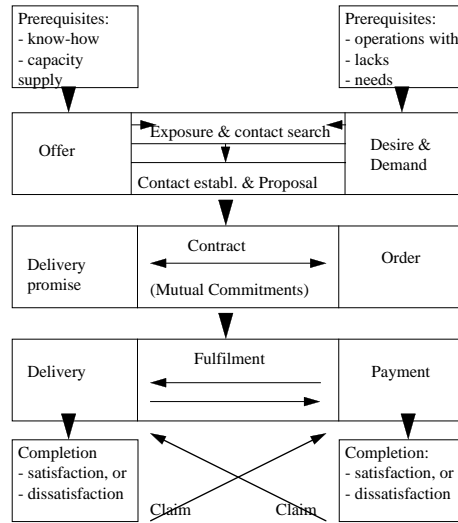 Prerequisites:
- know-how
- capacity
supply
Prerequisites:
- operations with
- lacks
- needs
Offer
Exposure & contact search
Contact establ. & Proposal
Desire &
Demand
Delivery
promise
Contract
(Mutual Commitments)
Order
Delivery
Fulfilment
Payment
Completion
- satisfaction, or
- dissatisfaction
Claim
Claim
Completion:
- satisfaction, or
- dissatisfaction